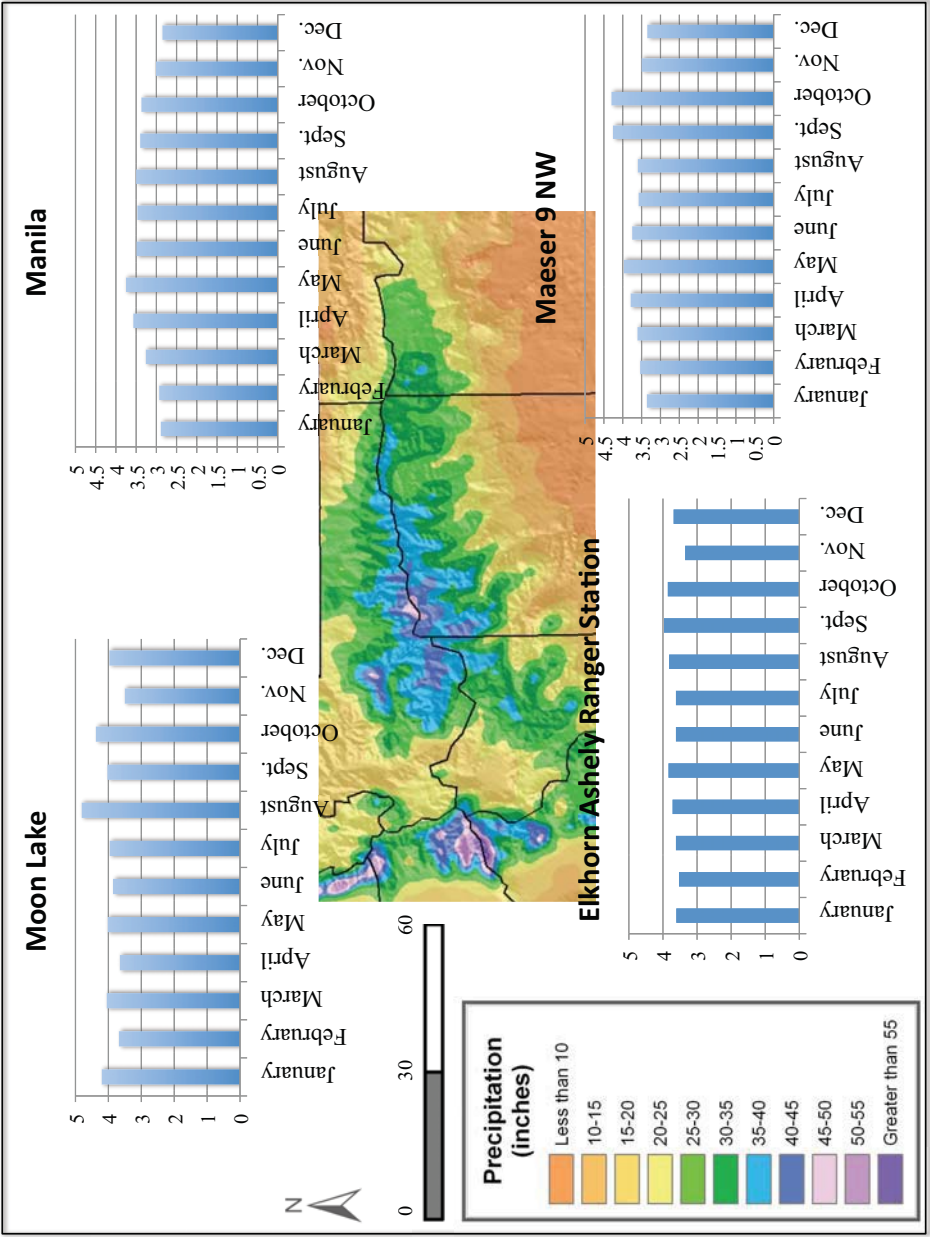 Moon Lake
5
4
3
2
1
0
January
February
March
April
May
June
July
August
Sept.
October
Nov.
Dec.
Manila
5
4.5
4
3.5
3
2.5
2
1.5
1
0.5
0
January
February
March
April
May
June
July
August
Sept.
October
Nov.
Dec.
N
0 30 60
Precipitation
(inches)
Less than 10
10-15
15-20
20-25
25-30
30-35
35-40
40-45
45-50
50-55
Greater than 55
Elkhorn Ashely Ranger Station
5
4
3
2
1
0
January
February
March
April
May
June
July
August
Sept.
October
Nov.
Dec.
Maeser 9 NW
5
4.5
4
3.5
3
2.5
2
1.5
1
0.5
0
January
February
March
April
May
June
July
August
Sept.
October
Nov.
Dec.